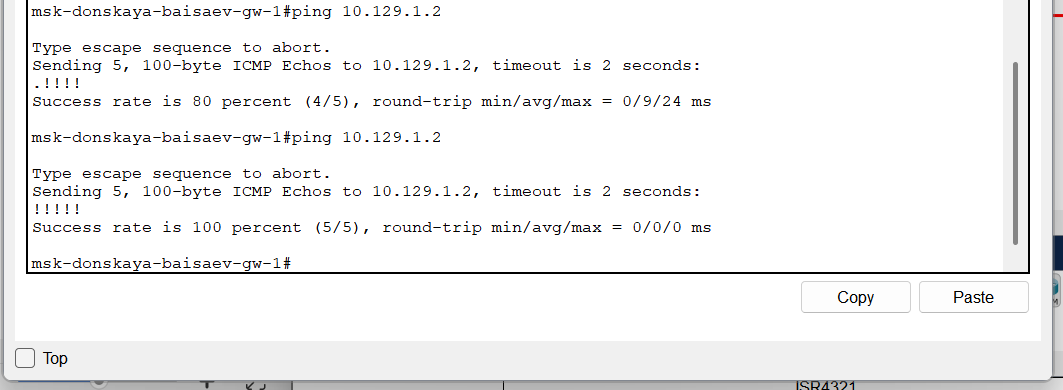 msk-donskaya-baisaev-gw-1#ping 10.129.1.2
Type escape sequence to abort.
Sending 5, 100-byte ICMP Echos to 10.129.1.2, timeout is 2 seconds:
.!!!!
Success rate is 80 percent (4/5), round-trip min/avg/max = 0/9/24 ms
msk-donskaya-baisaev-gw-1#ping 10.129.1.2
Type escape sequence to abort.
Sending 5, 100-byte ICMP Echos to 10.129.1.2, timeout is 2 seconds:
!!!!!
Success rate is 100 percent (5/5), round-trip min/avg/max = 0/0/0 ms
msk-donskaya-baisaev-gw-1#
Copy Paste
Top
ISR4321